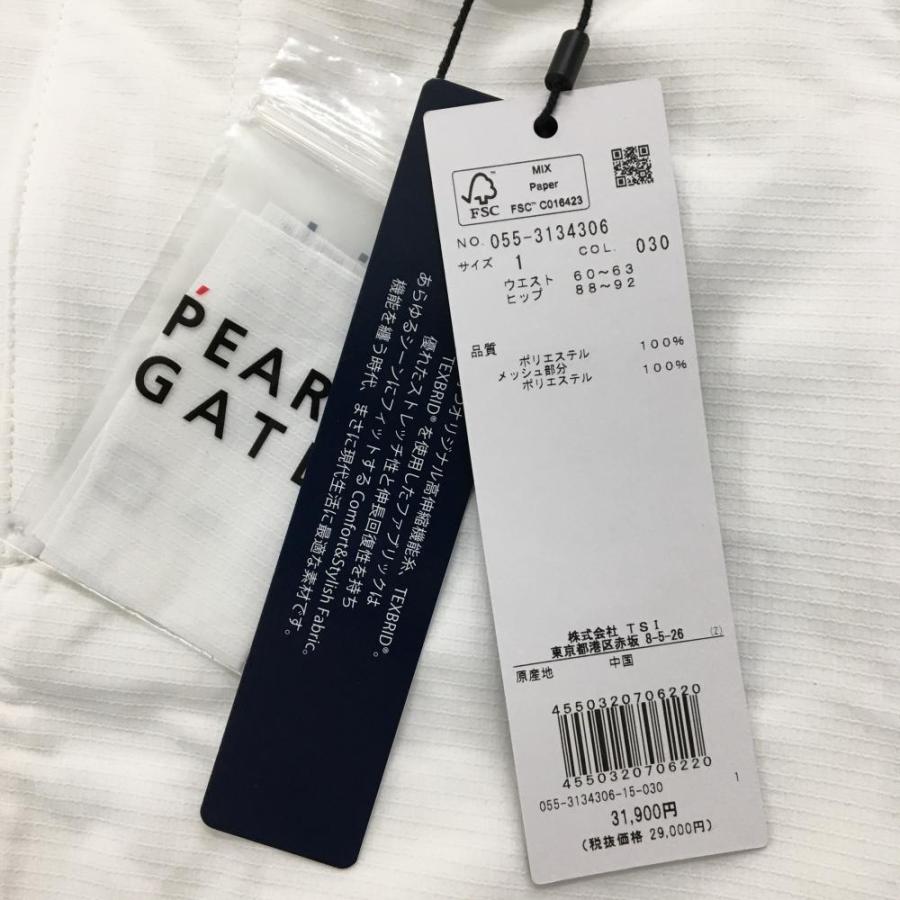 PEAR
GAT
オリジナル高伸縮機能糸、TEXBRID®。
TEXBRID®を使用したファブリックは
優れたストレッチ性と伸長回復性を持ち
あらゆるシーンにフィットするComfort&Stylish Fabric。
機能を纏う時代、まさに現代生活に最適な素材です。
FSC
MIX
Paper
FSC™ C016423
NO. 055-3134306
サイズ 1 COL. 030
ウエスト 60～63
ヒップ 88～92
品質
ポリエステル 100%
メッシュ部分
ポリエステル 100%
株式会社 TSI
東京都港区赤坂 8-5-26 (Z)
原産地 中国
4550320706220
4550320706220
055-3134306-15-030 1
31,900円
(税抜価格 29,000円)